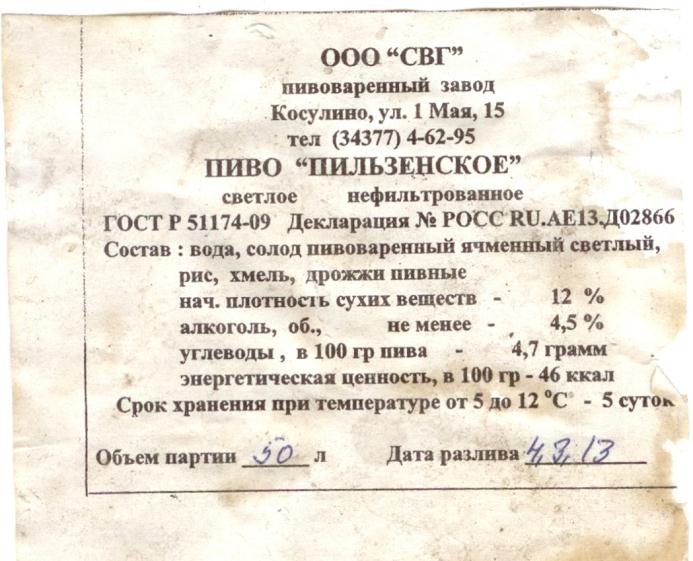 ООО “СВГ”
пивоваренный завод
Косулино, ул. 1 Мая, 15
тел (34377) 4-62-95
ПИВО “ПИЛЬЗЕНСКОЕ”
светлое нефильтрованное
ГОСТ Р 51174-09 Декларация № РОСС RU.АЕ13.Д02866
Состав : вода, солод пивоваренный ячменный светлый,
рис, хмель, дрожжи пивные
нач. плотность сухих веществ - 12 %
алкоголь, об., не менее - 4,5 %
углеводы , в 100 гр пива - 4,7 грамм
энергетическая ценность, в 100 гр - 46 ккал
Срок хранения при температуре от 5 до 12 °С - 5 суток
Объем партии 50 л Дата разлива 4,3,13